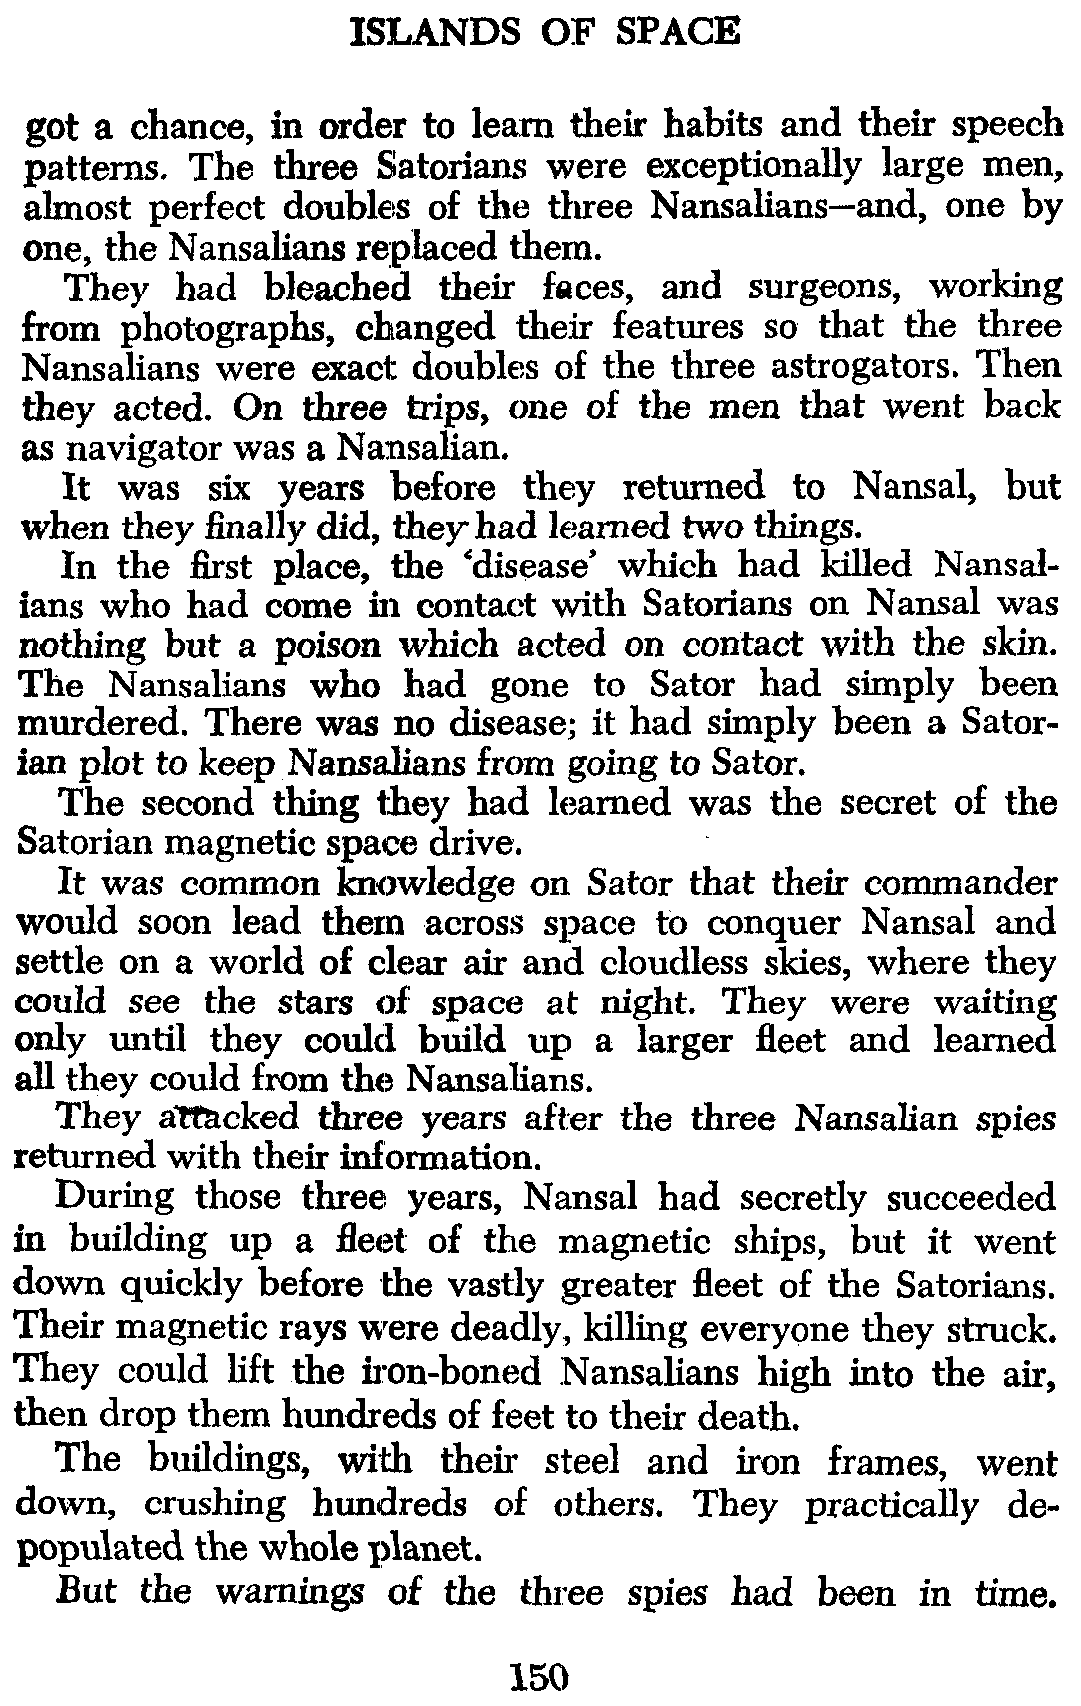 ISLANDS OF SPACE
got a chance, in order to learn their habits and their speech
patterns. The three Satorians were exceptionally large men,
almost perfect doubles of the three Nansalians—and, one by
one, the Nansalians replaced them.
They had bleached their faces, and surgeons, working
from photographs, changed their features so that the three
Nansalians were exact doubles of the three astrogators. Then
they acted. On three trips, one of the men that went back
as navigator was a Nansalian.
It was six years before they returned to Nansal, but
when they finally did, they had learned two things.
In the first place, the 'disease' which had killed Nansal-
ians who had come in contact with Satorians on Nansal was
nothing but a poison which acted on contact with the skin.
The Nansalians who had gone to Sator had simply been
murdered. There was no disease; it had simply been a Sator-
ian plot to keep Nansalians from going to Sator.
The second thing they had learned was the secret of the
Satorian magnetic space drive.
It was common knowledge on Sator that their commander
would soon lead them across space to conquer Nansal and
settle on a world of clear air and cloudless skies, where they
could see the stars of space at night. They were waiting
only until they could build up a larger fleet and learned
all they could from the Nansalians.
They attacked three years after the three Nansalian spies
returned with their information.
During those three years, Nansal had secretly succeeded
in building up a fleet of the magnetic ships, but it went
down quickly before the vastly greater fleet of the Satorians.
Their magnetic rays were deadly, killing everyone they struck.
They could lift the iron-boned Nansalians high into the air,
then drop them hundreds of feet to their death.
The buildings, with their steel and iron frames, went
down, crushing hundreds of others. They practically de-
populated the whole planet.
But the warnings of the three spies had been in time.
150